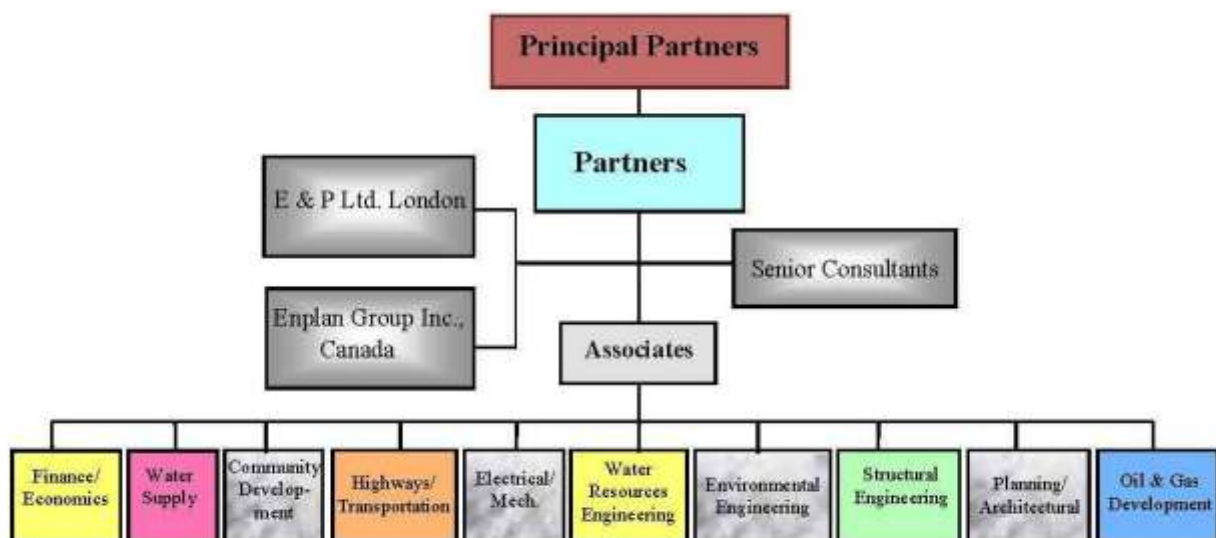 Principal Partners
Partners
E & P Ltd. London
Senior Consultants
Enplan Group Inc.,
Canada
Associates
Finance/
Economics
Water
Supply
Community
Develop-
ment
Highways/
Transportation
Electrical/
Mech.
Water
Resources
Engineering
Environmental
Engineering
Structural
Engineering
Planning/
Architectural
Oil & Gas
Development